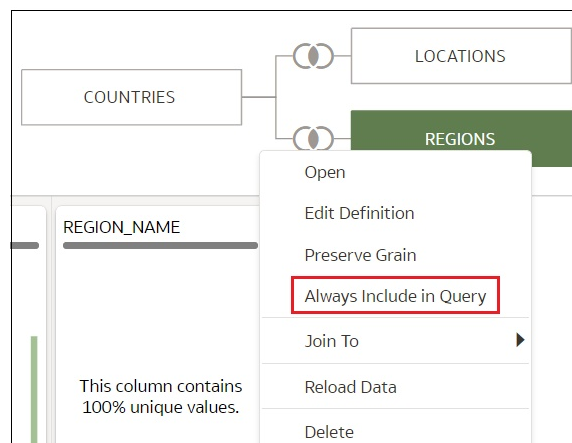 LOCATIONS
COUNTRIES
REGIONS
Open
REGION_NAME
Edit Definition
Preserve Grain
Always Include in Query
Join To
This column contains
100% unique values.
Reload Data
Delete